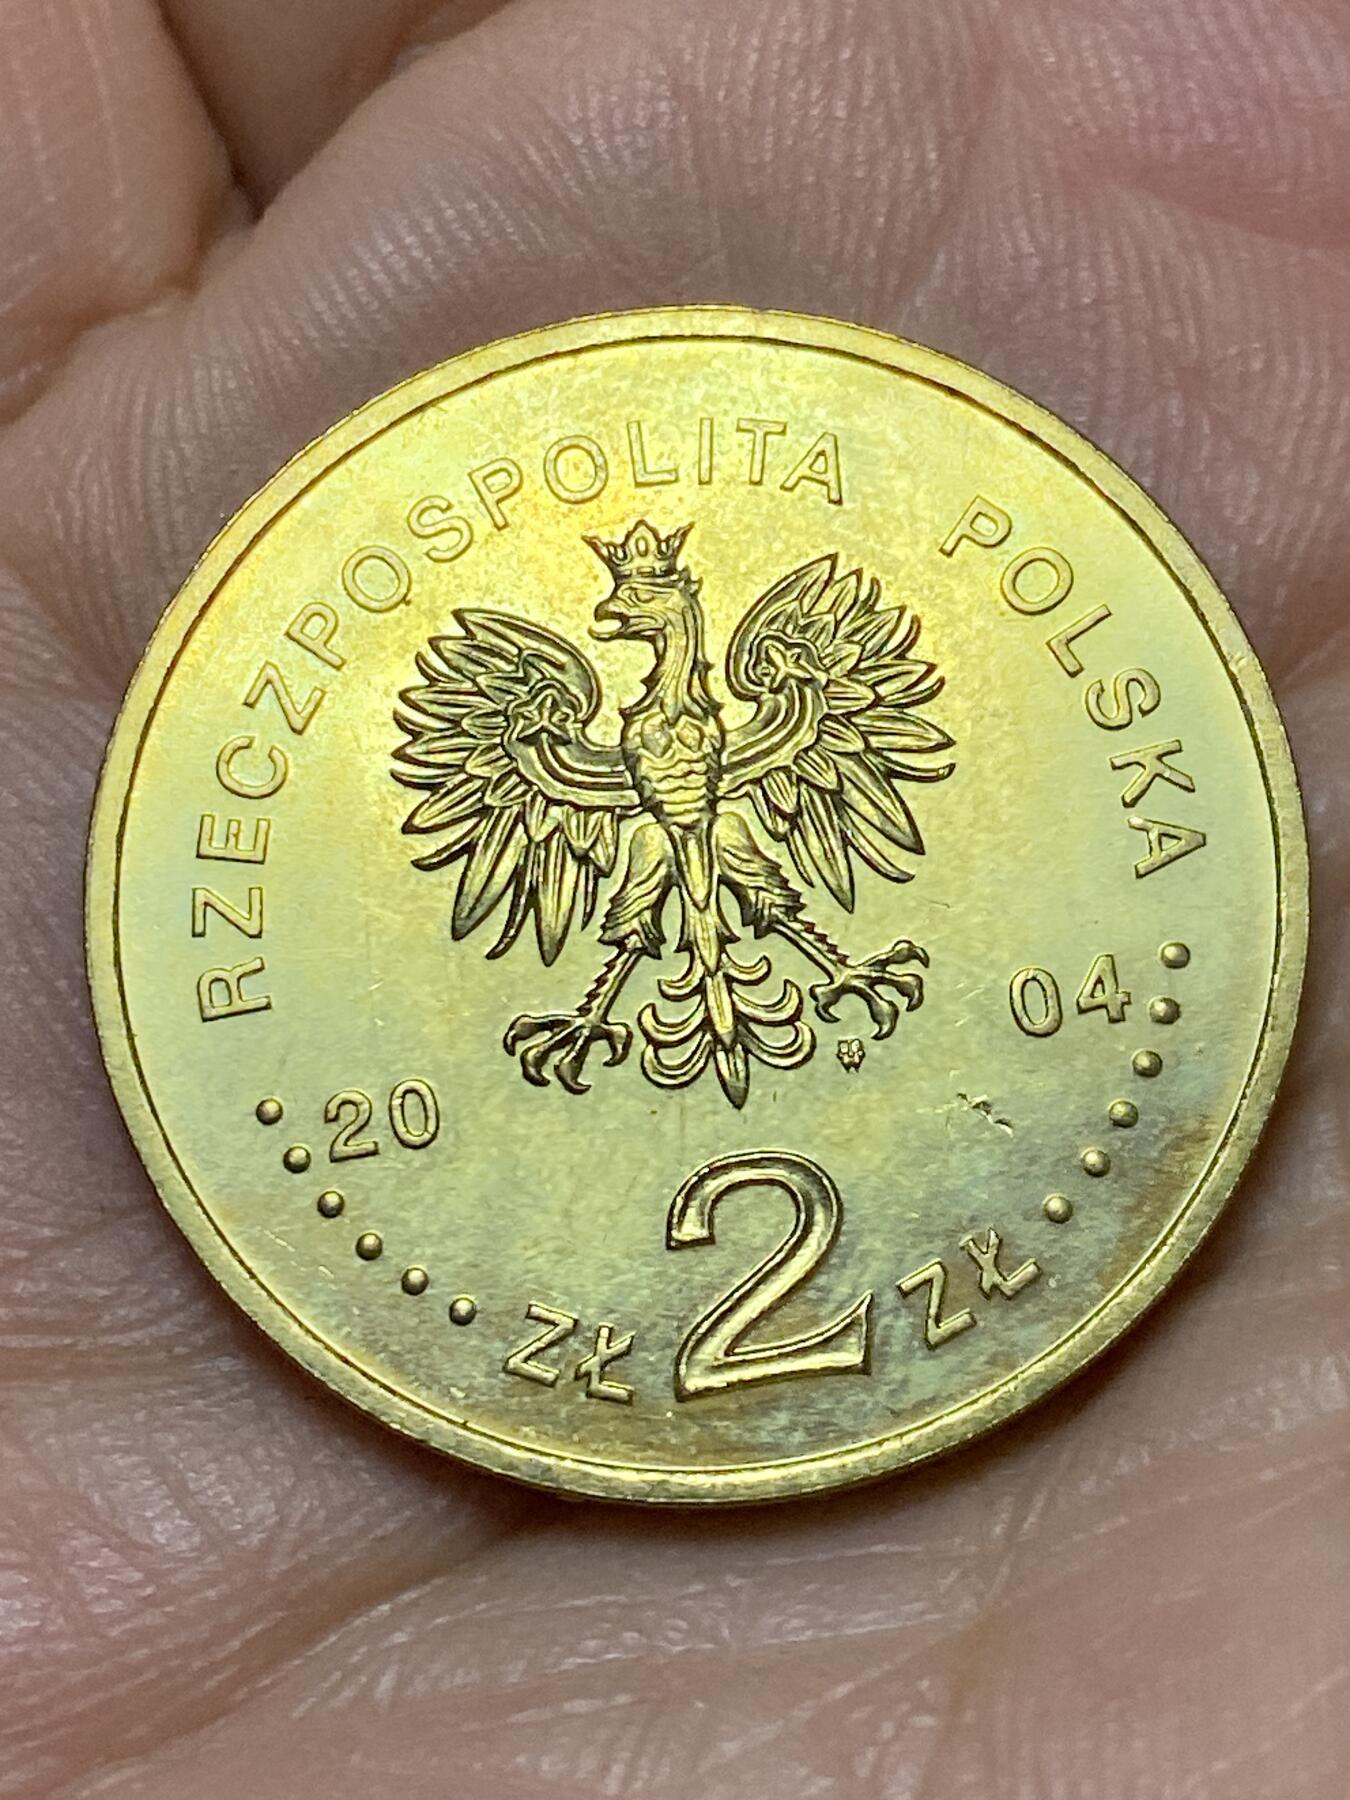 RZECZPOSPOLITA POLSKA
20 04
ZŁ 2 ZŁ